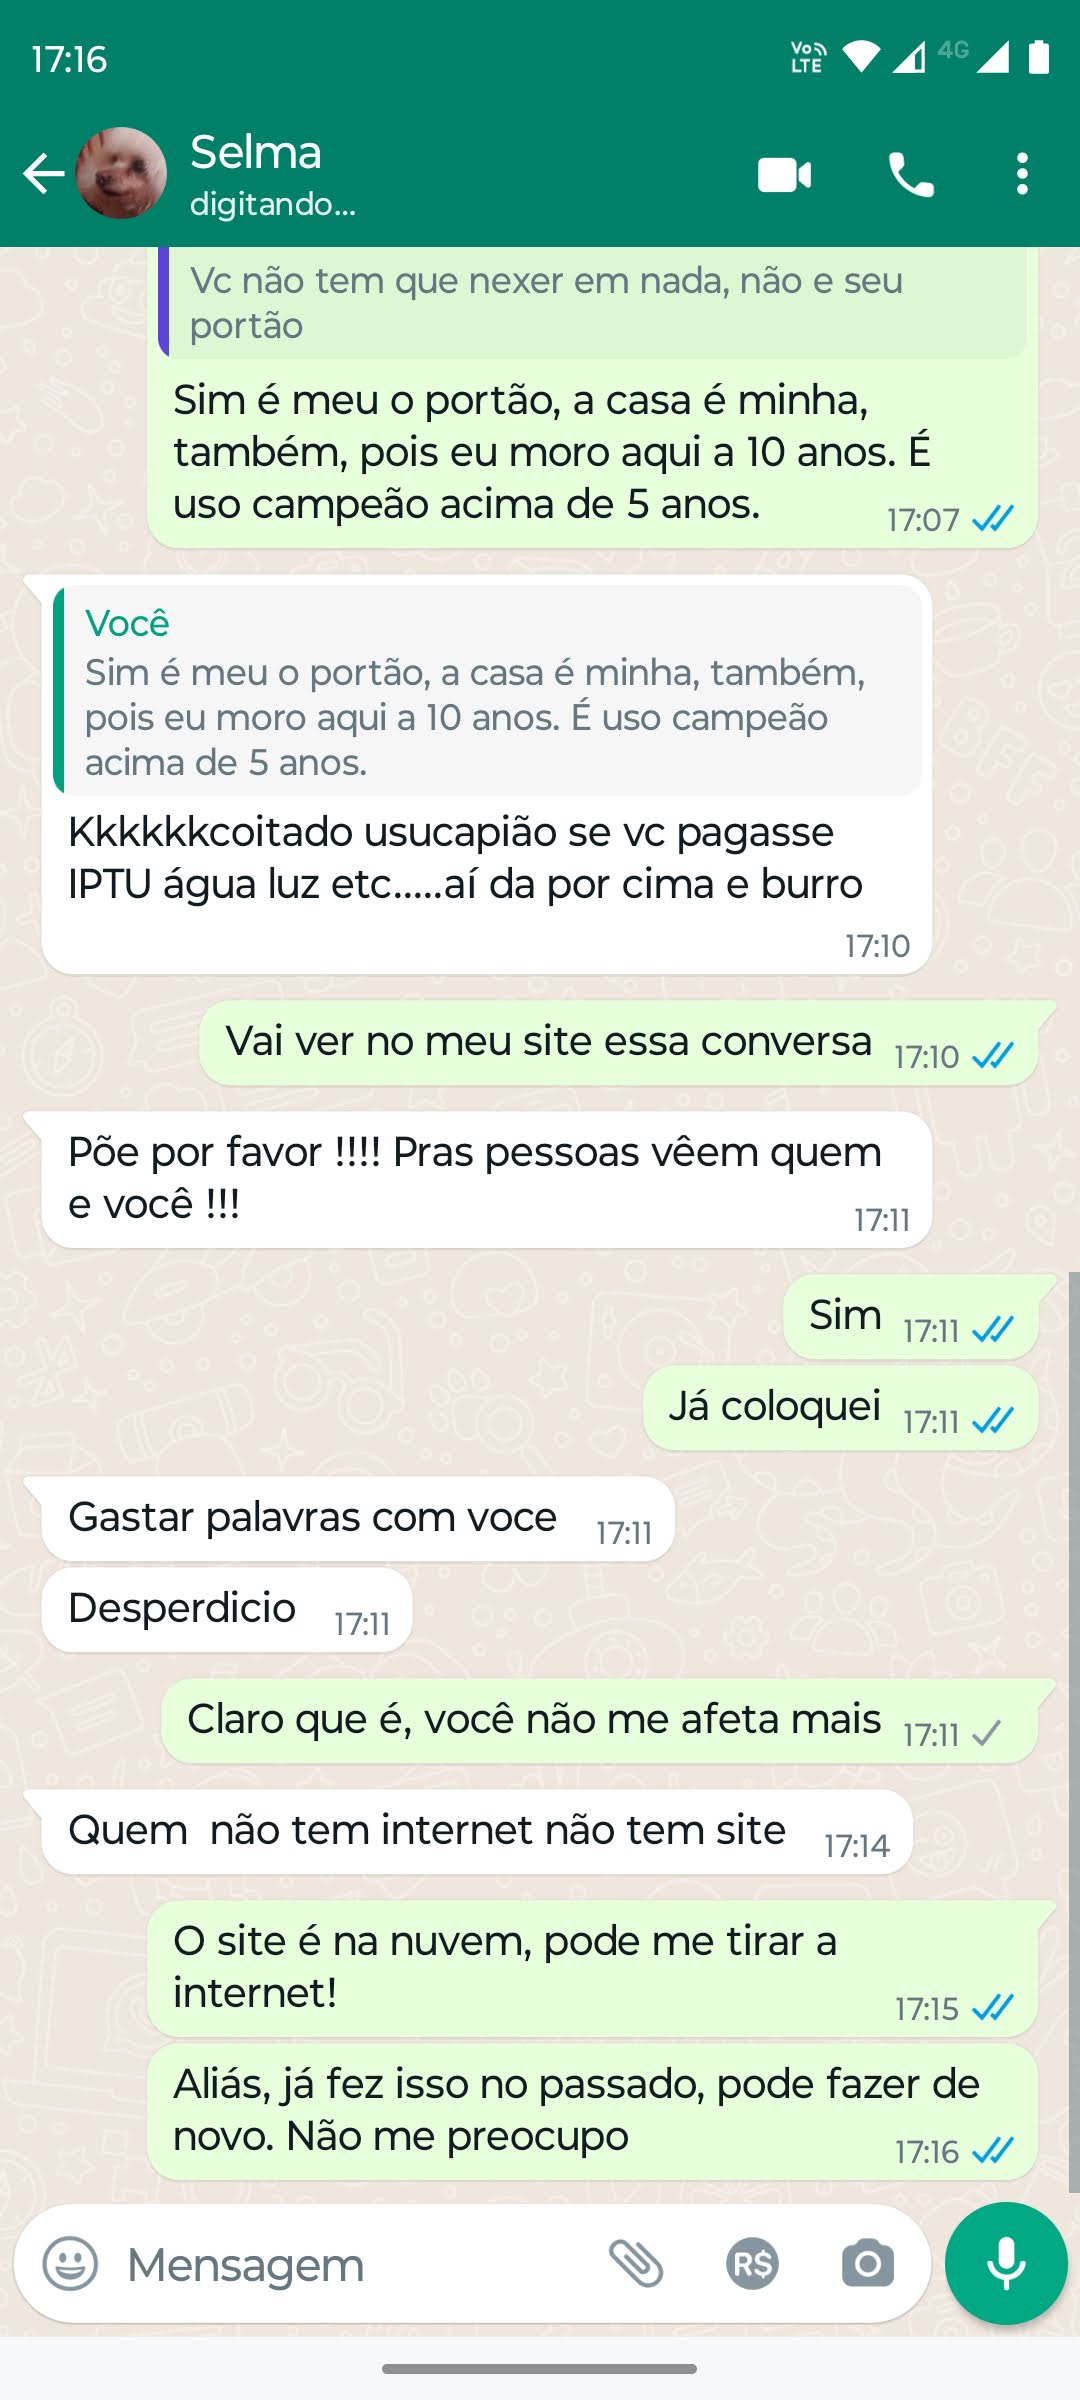 17:16
Vo
LTE
4G
Selma
digitando...
Vc não tem que nexer em nada, não e seu
portão
Sim é meu o portão, a casa é minha,
também, pois eu moro aqui a 10 anos. É
uso campeão acima de 5 anos.
17:07
Você
Sim é meu o portão, a casa é minha, também,
pois eu moro aqui a 10 anos. É uso campeão
acima de 5 anos.
Kkkkkkcoitado usucapião se vc pagasse
IPTU água luz etc.....aí da por cima e burro
17:10
Vai ver no meu site essa conversa 17:10
Põe por favor !!!! Pras pessoas vêem quem
e você !!!
17:11
Sim 17:11
Já coloquei 17:11
Gastar palavras com voce 17:11
Desperdicio 17:11
Claro que é, você não me afeta mais 17:11
Quem  não tem internet não tem site 17:14
O site é na nuvem, pode me tirar a
internet!
17:15
Aliás, já fez isso no passado, pode fazer de
novo. Não me preocupo
17:16
Mensagem
R$